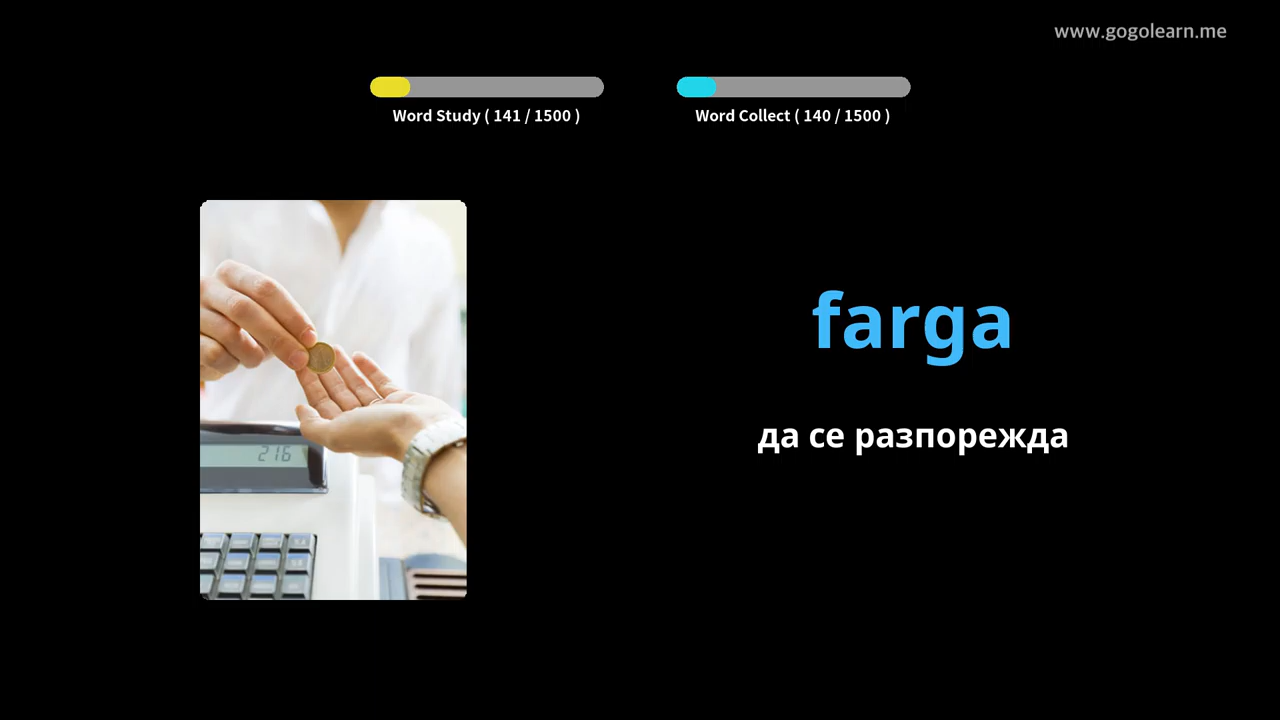 www.gogolearn.me
Word Study ( 141 / 1500 )
Word Collect ( 140 / 1500 )
farga
да се разпорежда
216